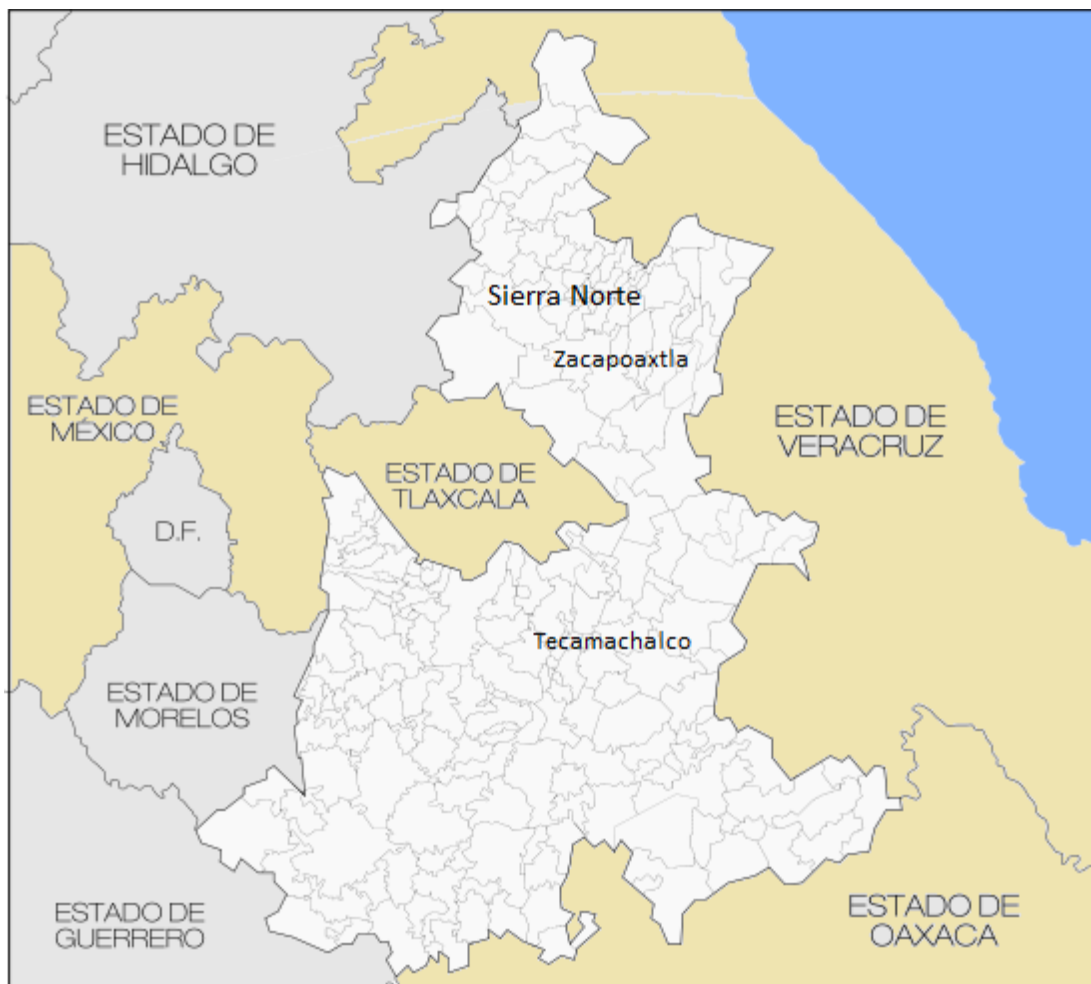 ESTADO DE
HIDALGO
Sierra Norte
Zacapoaxtla
ESTADO DE
MÉXICO
ESTADO DE
VERACRUZ
ESTADO DE
TLAXCALA
D.F.
Tecamachalco
ESTADO DE
MORELOS
ESTADO DE
GUERRERO
ESTADO DE
OAXACA